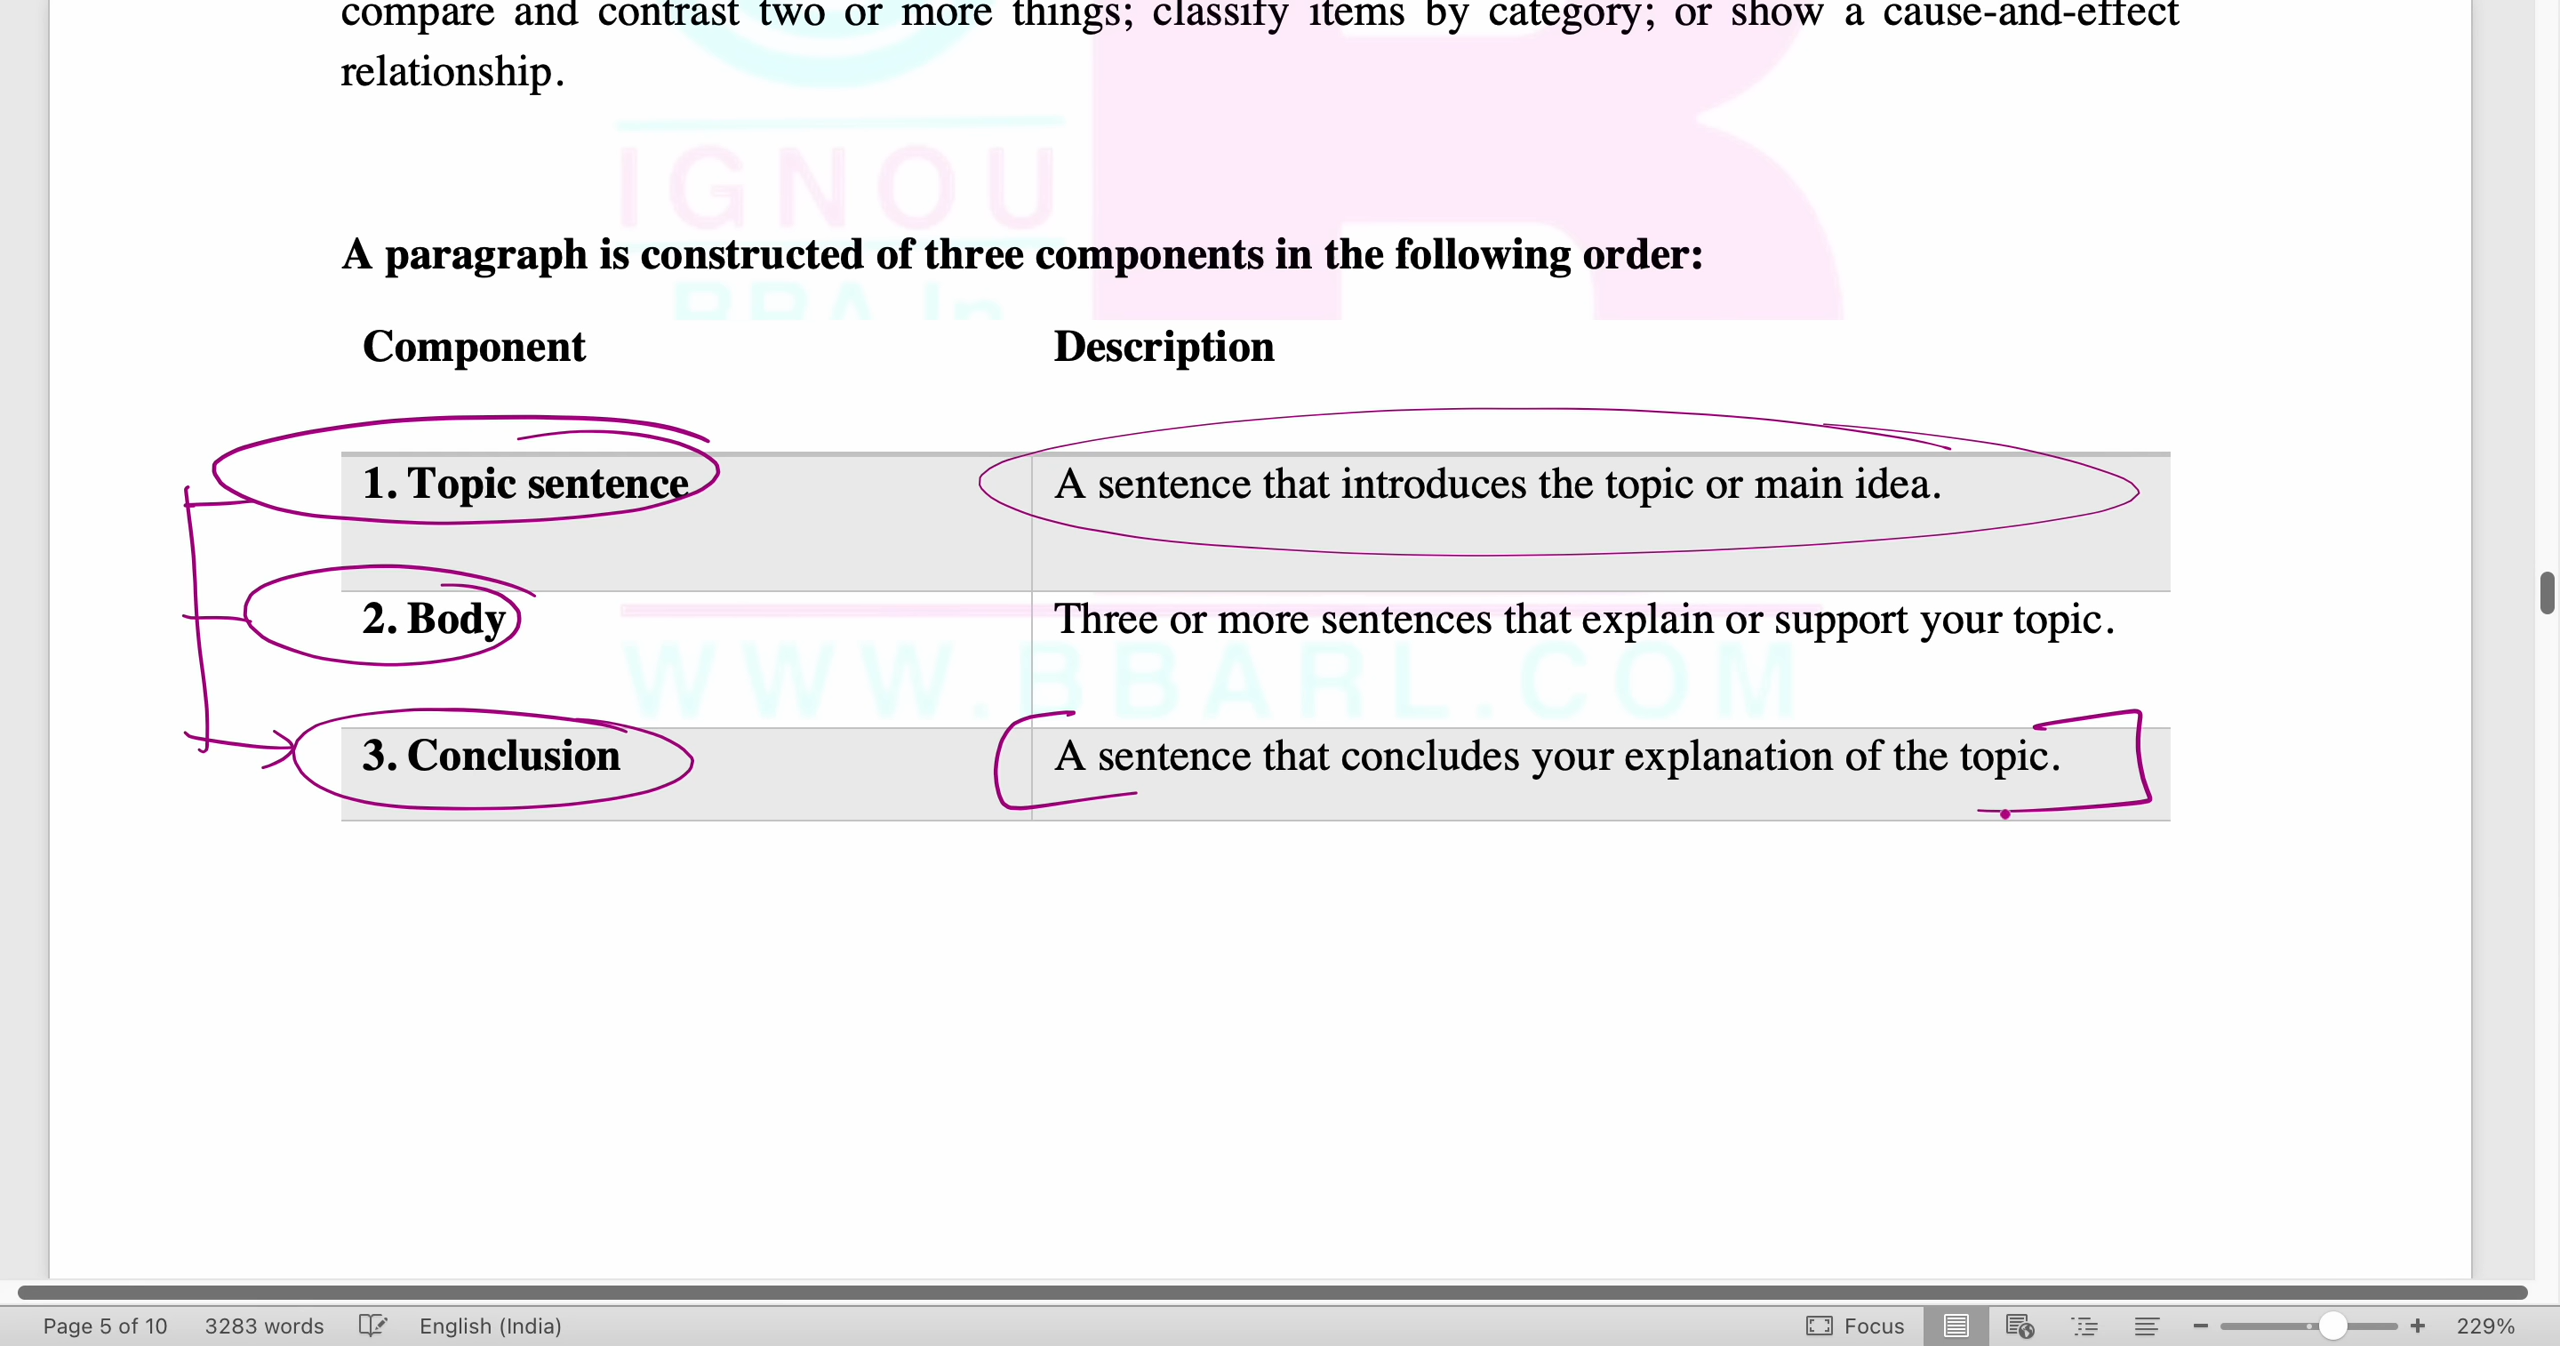 compare and contrast two or more things; classify items by category; or show a cause-and-effect
relationship.
IGNOU
A paragraph is constructed of three components in the following order:
Component Description
1. Topic sentence A sentence that introduces the topic or main idea.
2. Body Three or more sentences that explain or support your topic.
WWW.BBARL.COM
3. Conclusion A sentence that concludes your explanation of the topic.
Page 5 of 10 3283 words English (India) Focus 229%